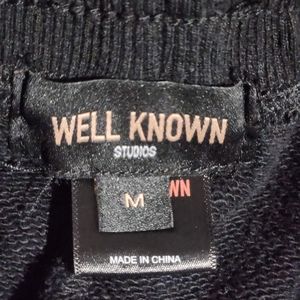 WELL KNOWN
STUDIOS
M
WN
MADE IN CHINA